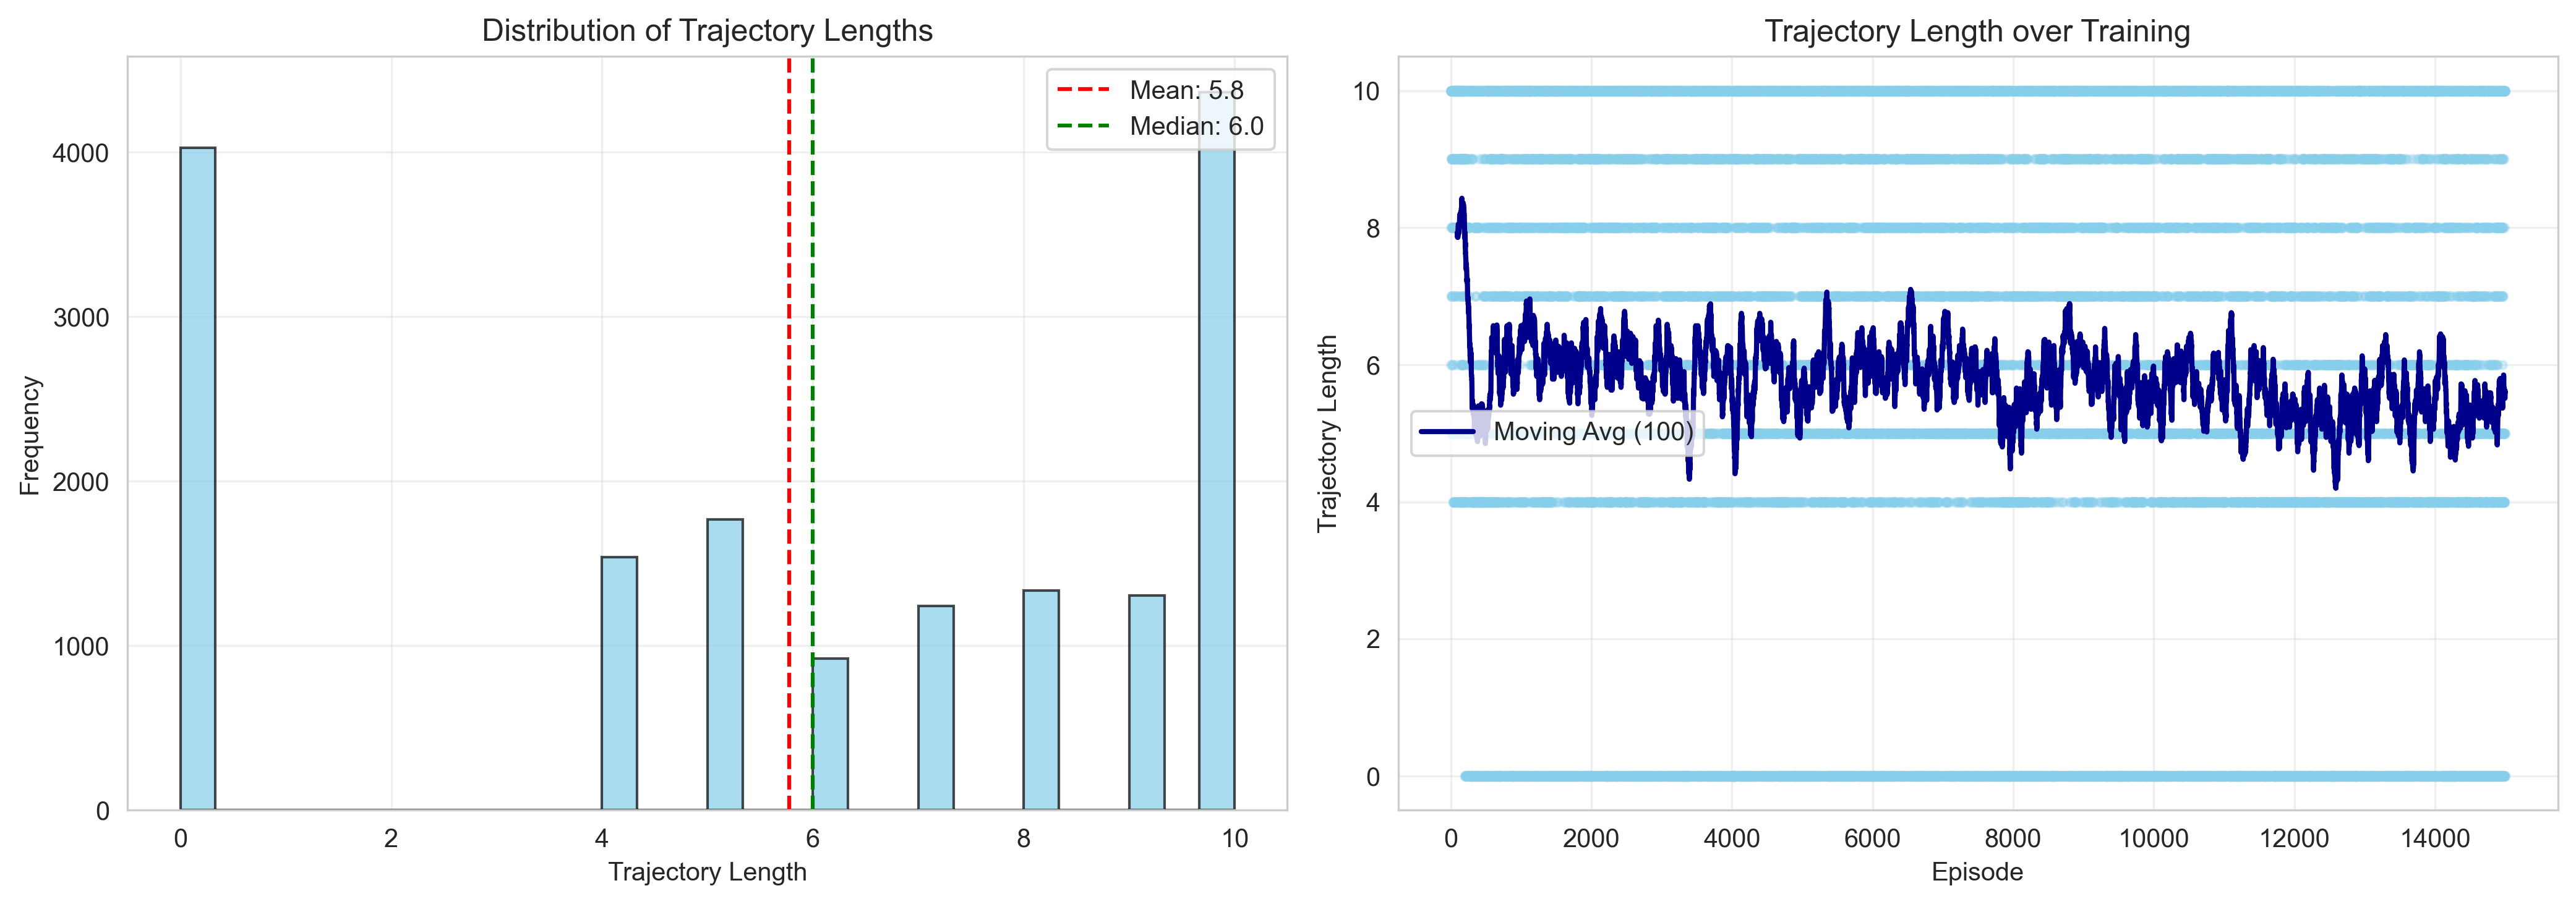 Distribution of Trajectory Lengths
Mean: 5.8
Median: 6.0
Frequency
4000
3000
2000
1000
0
0 2 4 6 8 10
Trajectory Length
Trajectory Length over Training
Moving Avg (100)
Trajectory Length
10
8
6
4
2
0
0 2000 4000 6000 8000 10000 12000 14000
Episode